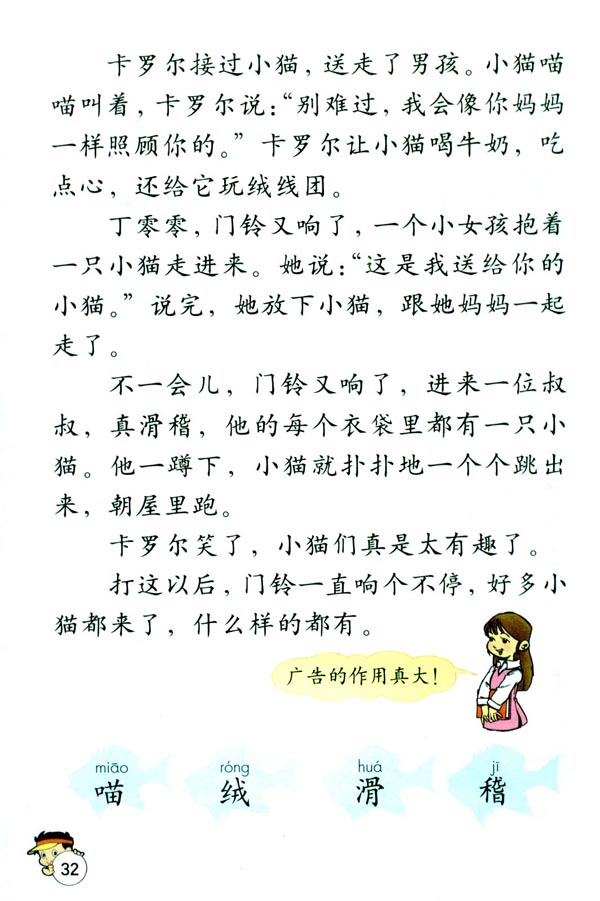 卡罗尔接过小猫，送走了男孩。小猫喵
喵叫着，卡罗尔说：“别难过，我会像你妈妈
一样照顾你的。”卡罗尔让小猫喝牛奶，吃
点心，还给它玩绒线团。
丁零零，门铃又响了，一个小女孩抱着
一只小猫走进来。她说：“这是我送给你的
小猫。”说完，她放下小猫，跟她妈妈一起
走了。
不一会儿，门铃又响了，进来一位叔
叔，真滑稽，他的每个衣袋里都有一只小
猫。他一蹲下，小猫就扑扑地一个个跳出
来，朝屋里跑。
卡罗尔笑了，小猫们真是太有趣了。
打这以后，门铃一直响个不停，好多小
猫都来了，什么样的都有。
广告的作用真大！
miāo róng huá jī
喵 绒 滑 稽
32